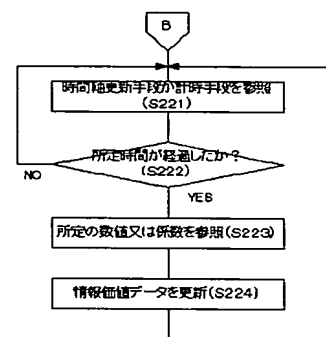 B
時間軸更新手段が計時手段を参照
(S221)
所定時間が経過したか？
(S222)
NO
YES
所定の数値又は係数を参照(S223)
情報価値データを更新(S224)